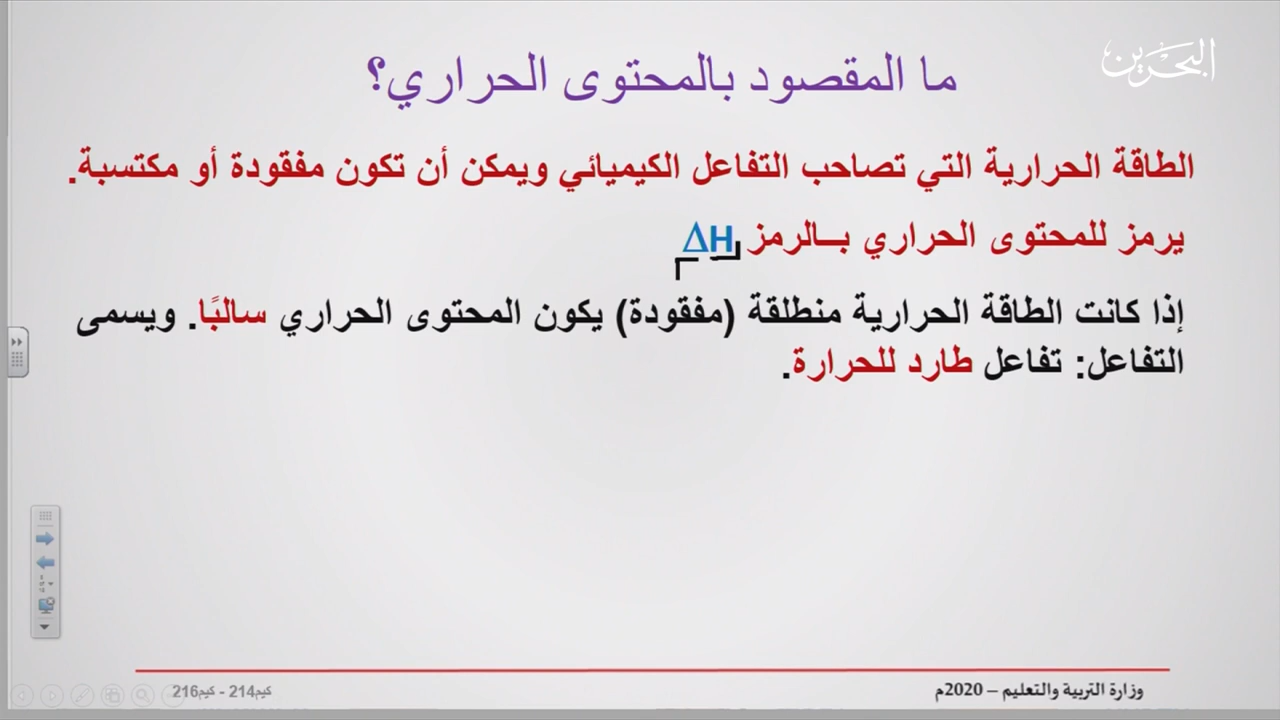 البحرين
ما المقصود بالمحتوى الحراري؟
الطاقة الحرارية التي تصاحب التفاعل الكيميائي ويمكن أن تكون مفقودة أو مكتسبة.
يرمز للمحتوى الحراري بـالرمز ΔH
إذا كانت الطاقة الحرارية منطلقة (مفقودة) يكون المحتوى الحراري سالبًا. ويسمى
التفاعل: تفاعل طارد للحرارة.
وزارة التربية والتعليم – 2020م
كيم214 - كيم216